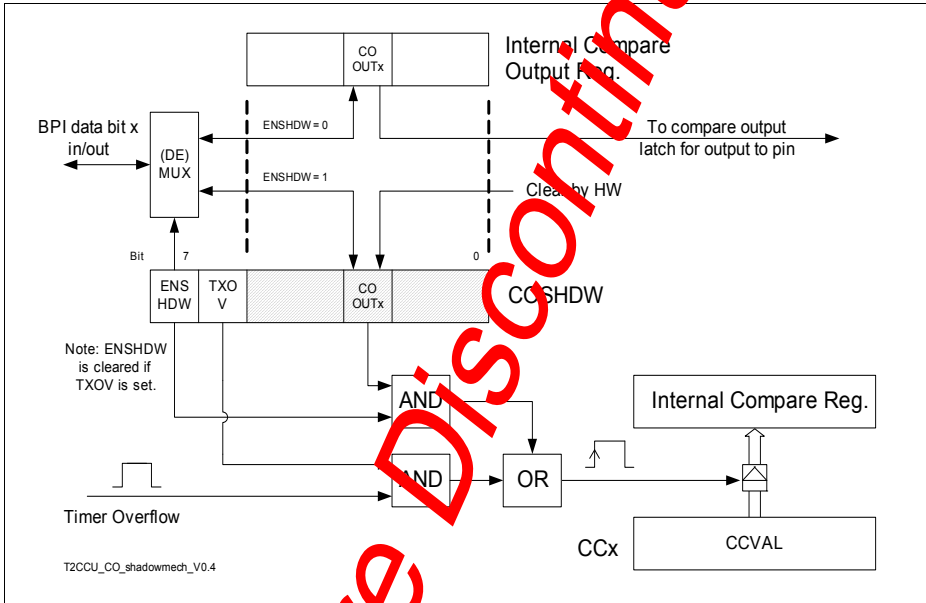 CO
OUTx
Internal Compare
Output Reg.
BPI data bit x
in/out
(DE)
MUX
ENSHDW = 0
To compare output
latch for output to pin
ENSHDW = 1
Clear by HW
Bit
7
0
ENS
HDW
TXO
V
CO
OUTx
COSHDW
Note: ENSHDW
is cleared if
TXOV is set.
AND
Internal Compare Reg.
AND
OR
Timer Overflow
CCx
CCVAL
T2CCU_CO_shadowmech_V0.4
e Discontinu